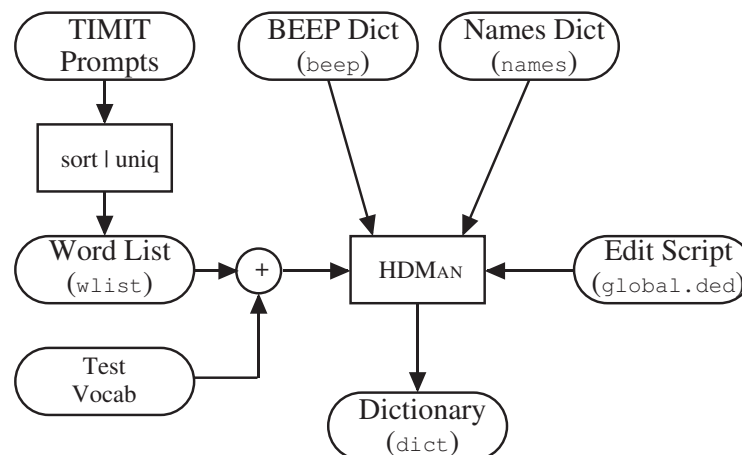 TIMIT
Prompts
BEEP Dict
(beep)
Names Dict
(names)
sort | uniq
Word List
(wlist)
+
HDMAN
Edit Script
(global.ded)
Test
Vocab
Dictionary
(dict)